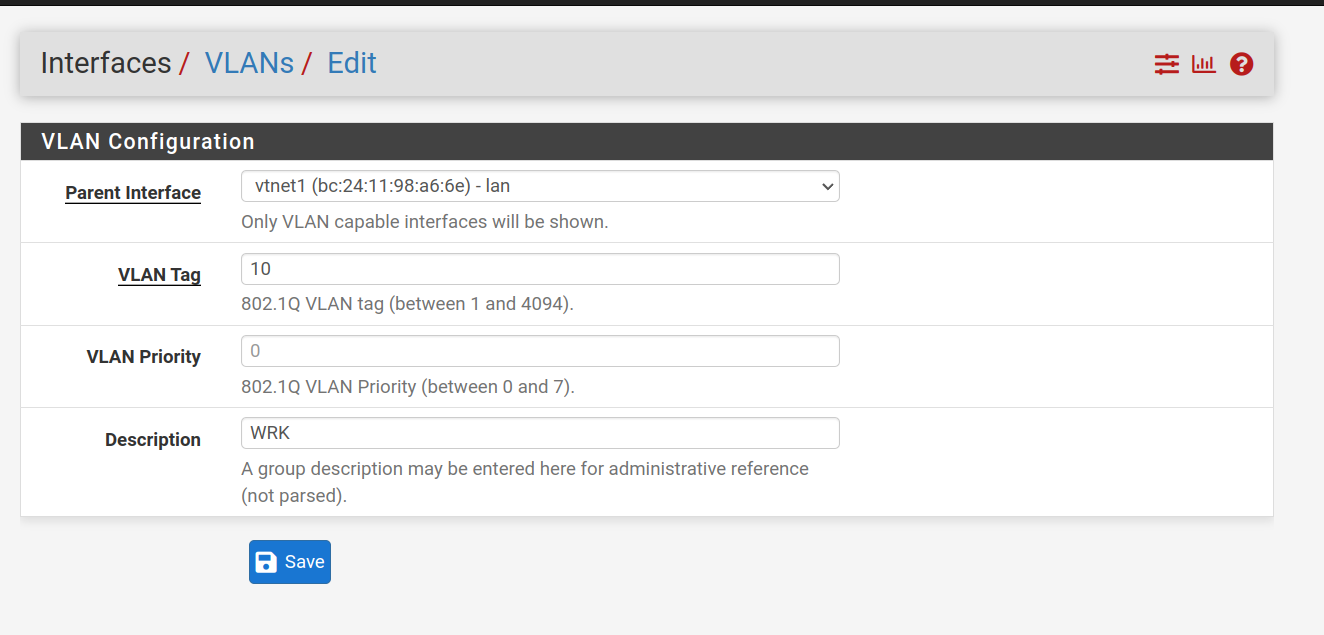 Interfaces / VLANs / Edit
VLAN Configuration
Parent Interface
vtnet1 (bc:24:11:98:a6:6e) - lan
Only VLAN capable interfaces will be shown.
VLAN Tag
10
802.1Q VLAN tag (between 1 and 4094).
VLAN Priority
0
802.1Q VLAN Priority (between 0 and 7).
Description
WRK
A group description may be entered here for administrative reference
(not parsed).
Save